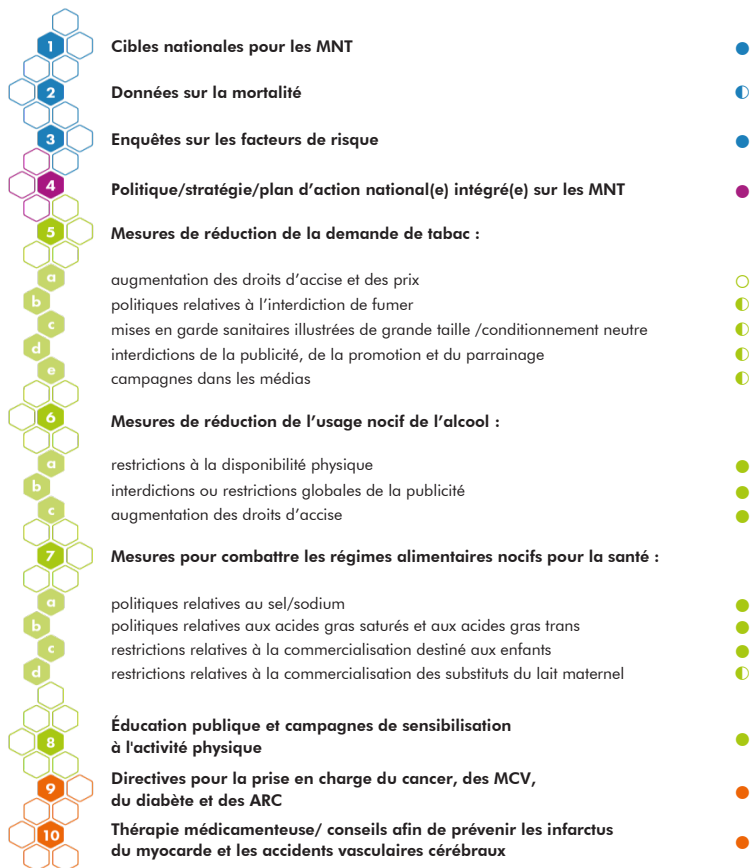 1 Cibles nationales pour les MNT
2 Données sur la mortalité
3 Enquêtes sur les facteurs de risque
4 Politique/stratégie/plan d’action national(e) intégré(e) sur les MNT
5 Mesures de réduction de la demande de tabac :
a augmentation des droits d’accise et des prix
b politiques relatives à l’interdiction de fumer
c mises en garde sanitaires illustrées de grande taille /conditionnement neutre
d interdictions de la publicité, de la promotion et du parrainage
e campagnes dans les médias
6 Mesures de réduction de l’usage nocif de l’alcool :
a restrictions à la disponibilité physique
b interdictions ou restrictions globales de la publicité
c augmentation des droits d’accise
7 Mesures pour combattre les régimes alimentaires nocifs pour la santé :
a politiques relatives au sel/sodium
b politiques relatives aux acides gras saturés et aux acides gras trans
c restrictions relatives à la commercialisation destiné aux enfants
d restrictions relatives à la commercialisation des substituts du lait maternel
8 Éducation publique et campagnes de sensibilisation
à l'activité physique
9 Directives pour la prise en charge du cancer, des MCV,
du diabète et des ARC
10 Thérapie médicamenteuse/ conseils afin de prévenir les infarctus
du myocarde et les accidents vasculaires cérébraux